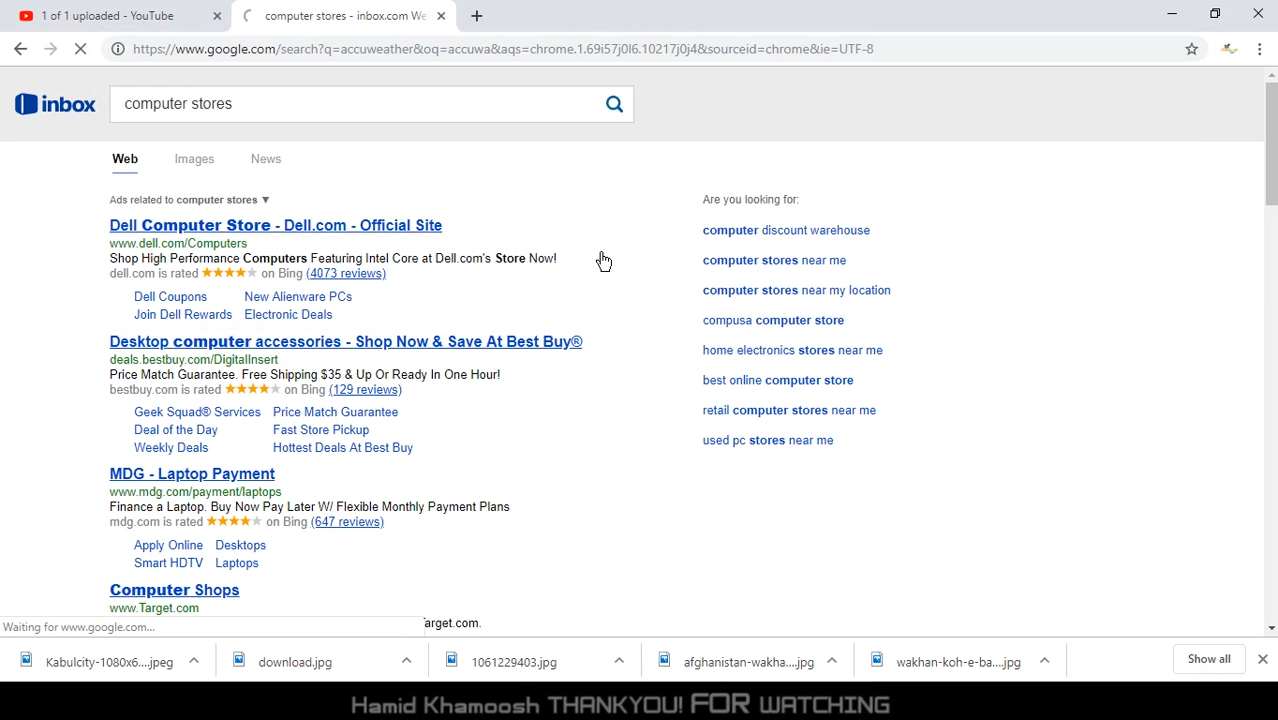 1 of 1 uploaded - YouTube
computer stores - inbox.com We
https://www.google.com/search?q=accuweather&oq=accuwa&aqs=chrome.1.69i57j0l6.10217j0j4&sourceid=chrome&ie=UTF-8
inbox
computer stores
Web Images News
Ads related to computer stores ▼
Dell Computer Store - Dell.com - Official Site
www.dell.com/Computers
Shop High Performance Computers Featuring Intel Core at Dell.com's Store Now!
dell.com is rated ★★★★★ on Bing (4073 reviews)
Dell Coupons New Alienware PCs
Join Dell Rewards Electronic Deals
Desktop computer accessories - Shop Now & Save At Best Buy®
deals.bestbuy.com/DigitalInsert
Price Match Guarantee. Free Shipping $35 & Up Or Ready In One Hour!
bestbuy.com is rated ★★★★★ on Bing (129 reviews)
Geek Squad® Services Price Match Guarantee
Deal of the Day Fast Store Pickup
Weekly Deals Hottest Deals At Best Buy
MDG - Laptop Payment
www.mdg.com/payment/laptops
Finance a Laptop. Buy Now Pay Later W/ Flexible Monthly Payment Plans
mdg.com is rated ★★★★★ on Bing (647 reviews)
Apply Online Desktops
Smart HDTV Laptops
Computer Shops
www.Target.com
Target.com.
Are you looking for:
computer discount warehouse
computer stores near me
computer stores near my location
compusa computer store
home electronics stores near me
best online computer store
retail computer stores near me
used pc stores near me
Waiting for www.google.com...
Kabulcity-1080x6....jpeg
download.jpg
1061229403.jpg
afghanistan-wakha....jpg
wakhan-koh-e-ba....jpg
Show all
Hamid Khamoosh THANKYOU! FOR WATCHING